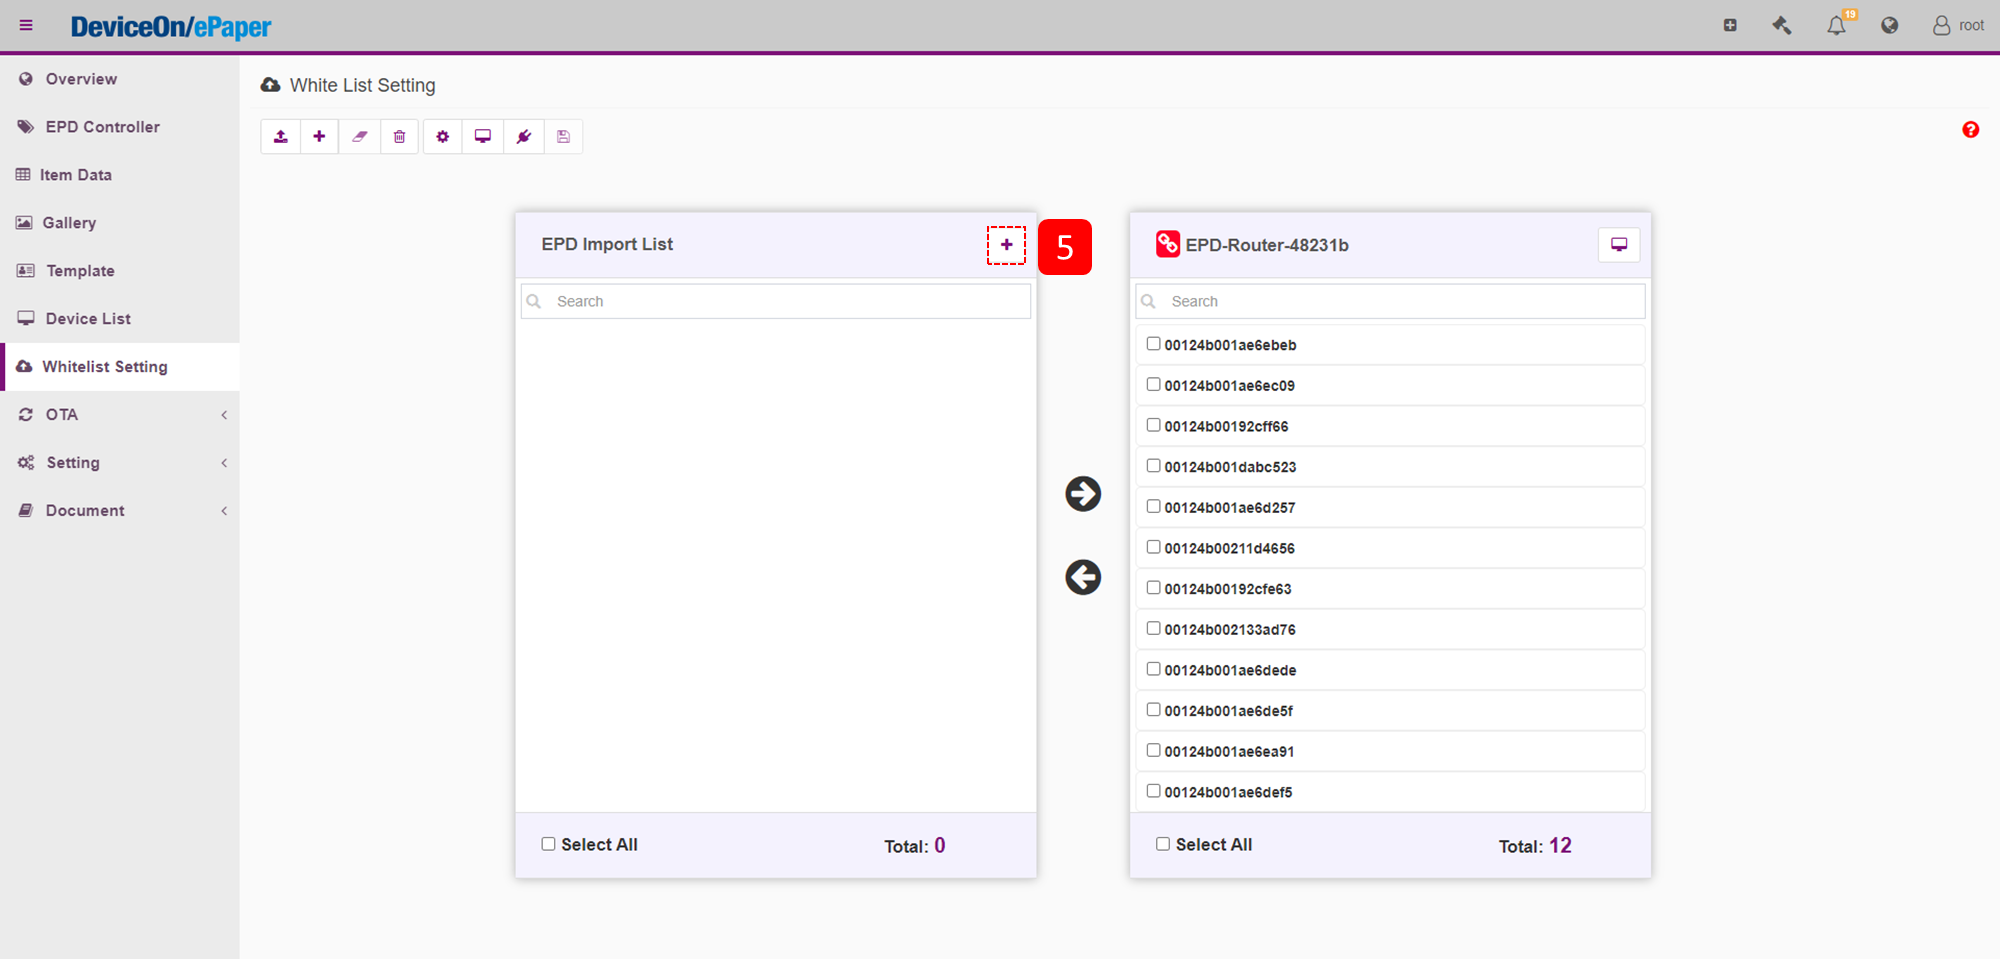 DeviceOn/ePaper
19
root
Overview
EPD Controller
Item Data
Gallery
Template
Device List
Whitelist Setting
OTA
Setting
Document
White List Setting
?
EPD Import List
5
Search
Select All
Total: 0
EPD-Router-48231b
Search
00124b001ae6ebeb
00124b001ae6ec09
00124b00192cff66
00124b001dabc523
00124b001ae6d257
00124b00211d4656
00124b00192cfe63
00124b002133ad76
00124b001ae6dede
00124b001ae6de5f
00124b001ae6ea91
00124b001ae6def5
Select All
Total: 12